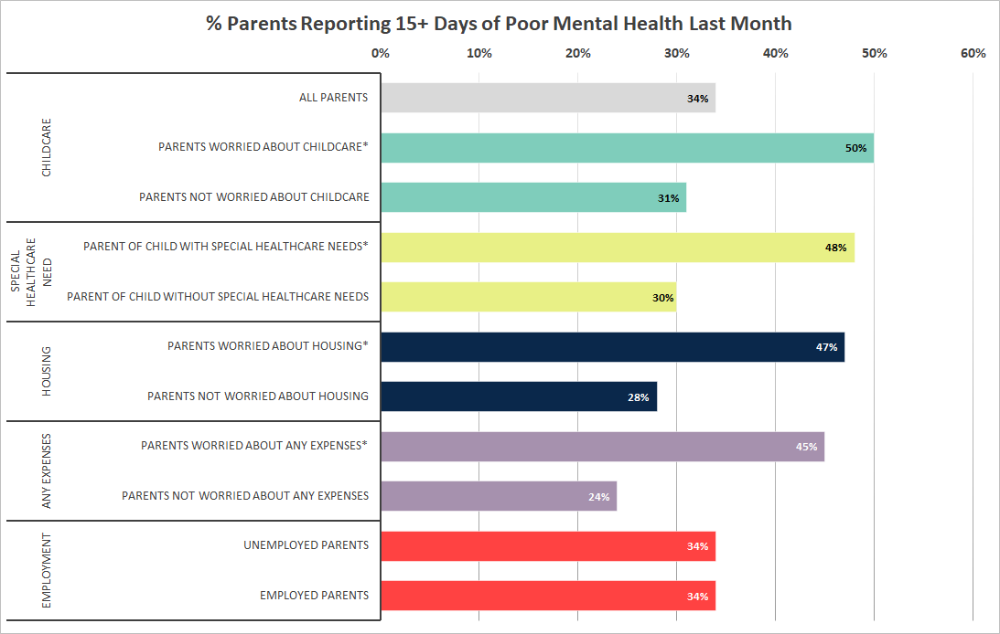 % Parents Reporting 15+ Days of Poor Mental Health Last Month
0% 10% 20% 30% 40% 50% 60%
CHILDCARE
ALL PARENTS 34%
PARENTS WORRIED ABOUT CHILDCARE* 50%
PARENTS NOT WORRIED ABOUT CHILDCARE 31%
SPECIAL
HEALTHCARE
NEED
PARENT OF CHILD WITH SPECIAL HEALTHCARE NEEDS* 48%
PARENT OF CHILD WITHOUT SPECIAL HEALTHCARE NEEDS 30%
HOUSING
PARENTS WORRIED ABOUT HOUSING* 47%
PARENTS NOT WORRIED ABOUT HOUSING 28%
ANY EXPENSES
PARENTS WORRIED ABOUT ANY EXPENSES* 45%
PARENTS NOT WORRIED ABOUT ANY EXPENSES 24%
EMPLOYMENT
UNEMPLOYED PARENTS 34%
EMPLOYED PARENTS 34%